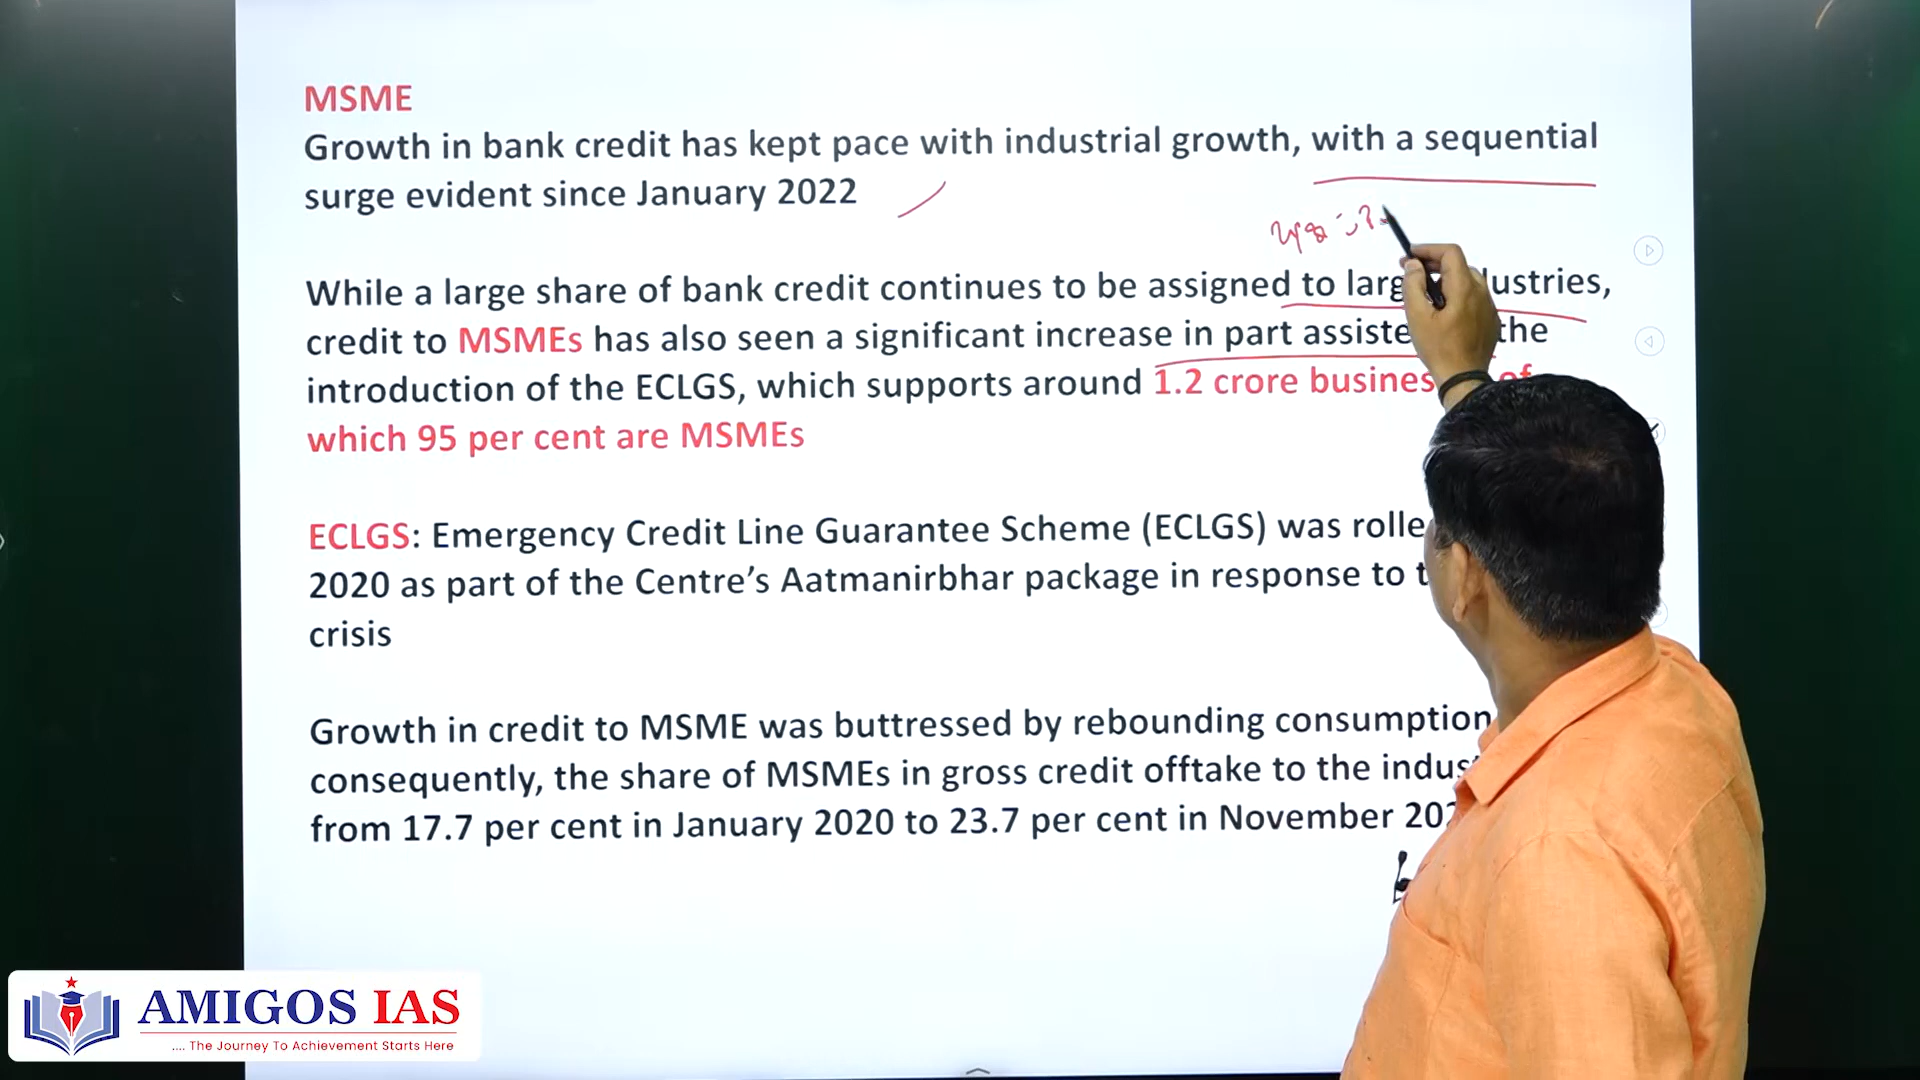 MSME
Growth in bank credit has kept pace with industrial growth, with a sequential
surge evident since January 2022
While a large share of bank credit continues to be assigned to larg ustries,
credit to MSMEs has also seen a significant increase in part assiste the
introduction of the ECLGS, which supports around 1.2 crore busines of
which 95 per cent are MSMEs
ECLGS: Emergency Credit Line Guarantee Scheme (ECLGS) was rolle
2020 as part of the Centre’s Aatmanirbhar package in response to t
crisis
Growth in credit to MSME was buttressed by rebounding consumption
consequently, the share of MSMEs in gross credit offtake to the indus
from 17.7 per cent in January 2020 to 23.7 per cent in November 202
AMIGOS IAS
.... The Journey To Achievement Starts Here